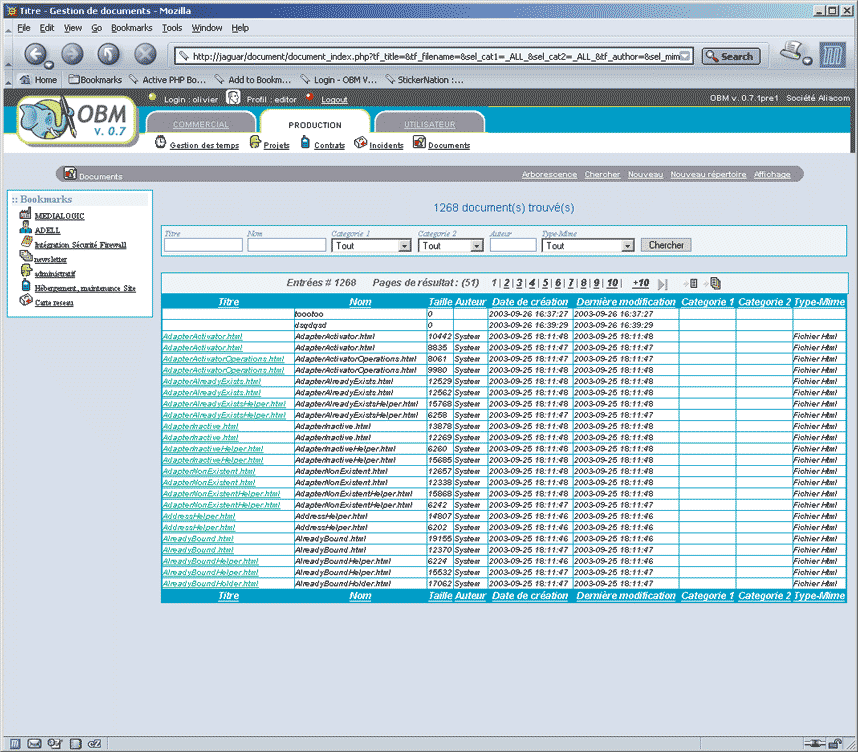 Titre - Gestion de documents - Mozilla
File Edit View Go Bookmarks Tools Window Help
http://jaguar/document/document_index.php?tf_title=&tf_filename=&sel_cat1=_ALL_&sel_cat2=_ALL_&tf_author=&sel_mim Search
Home Bookmarks Active PHP Bo... Add to Bookm... Login - OBM V... StickerNation :...
Login : olivier Profil : editor Logout OBM v. 0.7.1pre1 Société Aliacom
OBM v. 0.7
COMMERCIAL PRODUCTION UTILISATEUR
Gestion des temps Projets Contrats Incidents Documents
Documents Arborescence Chercher Nouveau Nouveau répertoire Affichage
:: Bookmarks
MEDIALOGIC
ADELL
Intégration Sécurité Firewall
newsletter
administratif
Hébergement, maintenance Site
Carte reseau
1268 document(s) trouvé(s)
Titre Nom Categorie 1 Categorie 2 Auteur Type-Mime
Tout Tout Tout Chercher
Entrées # 1268 Pages de résultat : (51) 1 | 2 | 3 | 4 | 5 | 6 | 7 | 8 | 9 | 10 | +10
Titre Nom Taille Auteur Date de création Dernière modification Categorie 1 Categorie 2 Type-Mime
toootoo 0 2003-09-26 16:37:27 2003-09-26 16:37:27
dsqdqsd 0 2003-09-26 16:39:29 2003-09-26 16:39:29
AdapterActivator.html AdapterActivator.html 10442 System 2003-09-25 18:11:48 2003-09-25 18:11:48 Fichier Html
AdapterActivator.html AdapterActivator.html 8835 System 2003-09-25 18:11:47 2003-09-25 18:11:47 Fichier Html
AdapterActivatorOperations.html AdapterActivatorOperations.html 8061 System 2003-09-25 18:11:47 2003-09-25 18:11:47 Fichier Html
AdapterActivatorOperations.html AdapterActivatorOperations.html 9980 System 2003-09-25 18:11:48 2003-09-25 18:11:48 Fichier Html
AdapterAlreadyExists.html AdapterAlreadyExists.html 12529 System 2003-09-25 18:11:48 2003-09-25 18:11:48 Fichier Html
AdapterAlreadyExists.html AdapterAlreadyExists.html 12562 System 2003-09-25 18:11:48 2003-09-25 18:11:48 Fichier Html
AdapterAlreadyExistsHelper.html AdapterAlreadyExistsHelper.html 15768 System 2003-09-25 18:11:48 2003-09-25 18:11:48 Fichier Html
AdapterAlreadyExistsHelper.html AdapterAlreadyExistsHelper.html 6258 System 2003-09-25 18:11:47 2003-09-25 18:11:47 Fichier Html
AdapterInactive.html AdapterInactive.html 13878 System 2003-09-25 18:11:48 2003-09-25 18:11:48 Fichier Html
AdapterInactive.html AdapterInactive.html 12269 System 2003-09-25 18:11:48 2003-09-25 18:11:48 Fichier Html
AdapterInactiveHelper.html AdapterInactiveHelper.html 6260 System 2003-09-25 18:11:48 2003-09-25 18:11:48 Fichier Html
AdapterInactiveHelper.html AdapterInactiveHelper.html 15685 System 2003-09-25 18:11:48 2003-09-25 18:11:48 Fichier Html
AdapterNonExistent.html AdapterNonExistent.html 12657 System 2003-09-25 18:11:48 2003-09-25 18:11:48 Fichier Html
AdapterNonExistent.html AdapterNonExistent.html 12338 System 2003-09-25 18:11:48 2003-09-25 18:11:48 Fichier Html
AdapterNonExistentHelper.html AdapterNonExistentHelper.html 15868 System 2003-09-25 18:11:48 2003-09-25 18:11:48 Fichier Html
AdapterNonExistentHelper.html AdapterNonExistentHelper.html 6242 System 2003-09-25 18:11:47 2003-09-25 18:11:47 Fichier Html
AddressHelper.html AddressHelper.html 14807 System 2003-09-25 18:11:46 2003-09-25 18:11:46 Fichier Html
AddressHelper.html AddressHelper.html 6202 System 2003-09-25 18:11:46 2003-09-25 18:11:46 Fichier Html
AlreadyBound.html AlreadyBound.html 19155 System 2003-09-25 18:11:46 2003-09-25 18:11:46 Fichier Html
AlreadyBound.html AlreadyBound.html 12370 System 2003-09-25 18:11:47 2003-09-25 18:11:47 Fichier Html
AlreadyBoundHelper.html AlreadyBoundHelper.html 6224 System 2003-09-25 18:11:46 2003-09-25 18:11:46 Fichier Html
AlreadyBoundHelper.html AlreadyBoundHelper.html 15532 System 2003-09-25 18:11:47 2003-09-25 18:11:47 Fichier Html
AlreadyBoundHolder.html AlreadyBoundHolder.html 17062 System 2003-09-25 18:11:47 2003-09-25 18:11:47 Fichier Html
Titre Nom Taille Auteur Date de création Dernière modification Categorie 1 Categorie 2 Type-Mime